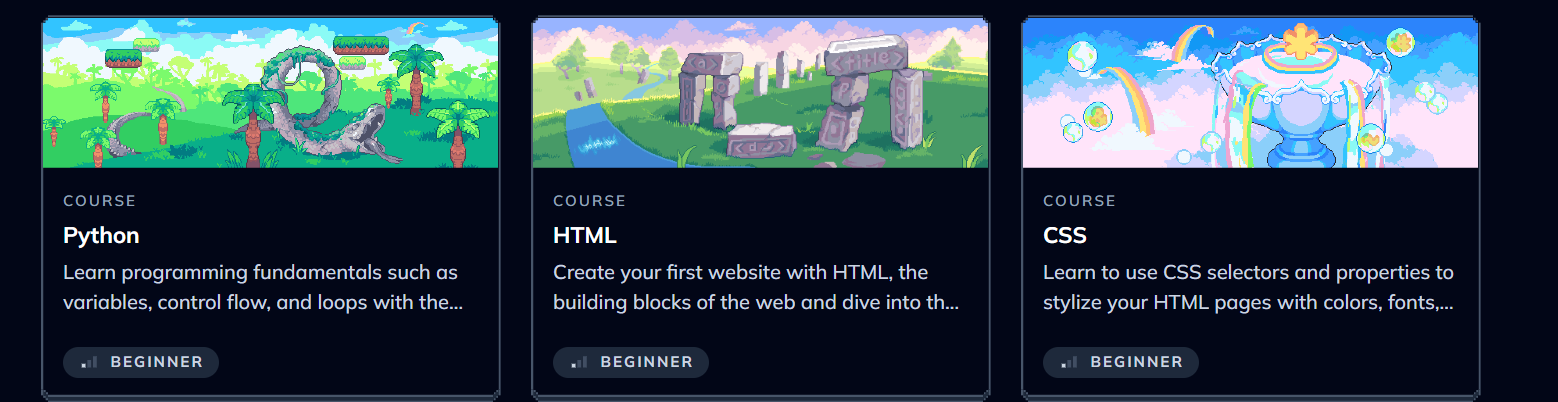 <title>
<d />
COURSE
Python
Learn programming fundamentals such as
variables, control flow, and loops with the...
BEGINNER
COURSE
HTML
Create your first website with HTML, the
building blocks of the web and dive into th...
BEGINNER
COURSE
CSS
Learn to use CSS selectors and properties to
stylize your HTML pages with colors, fonts,...
BEGINNER